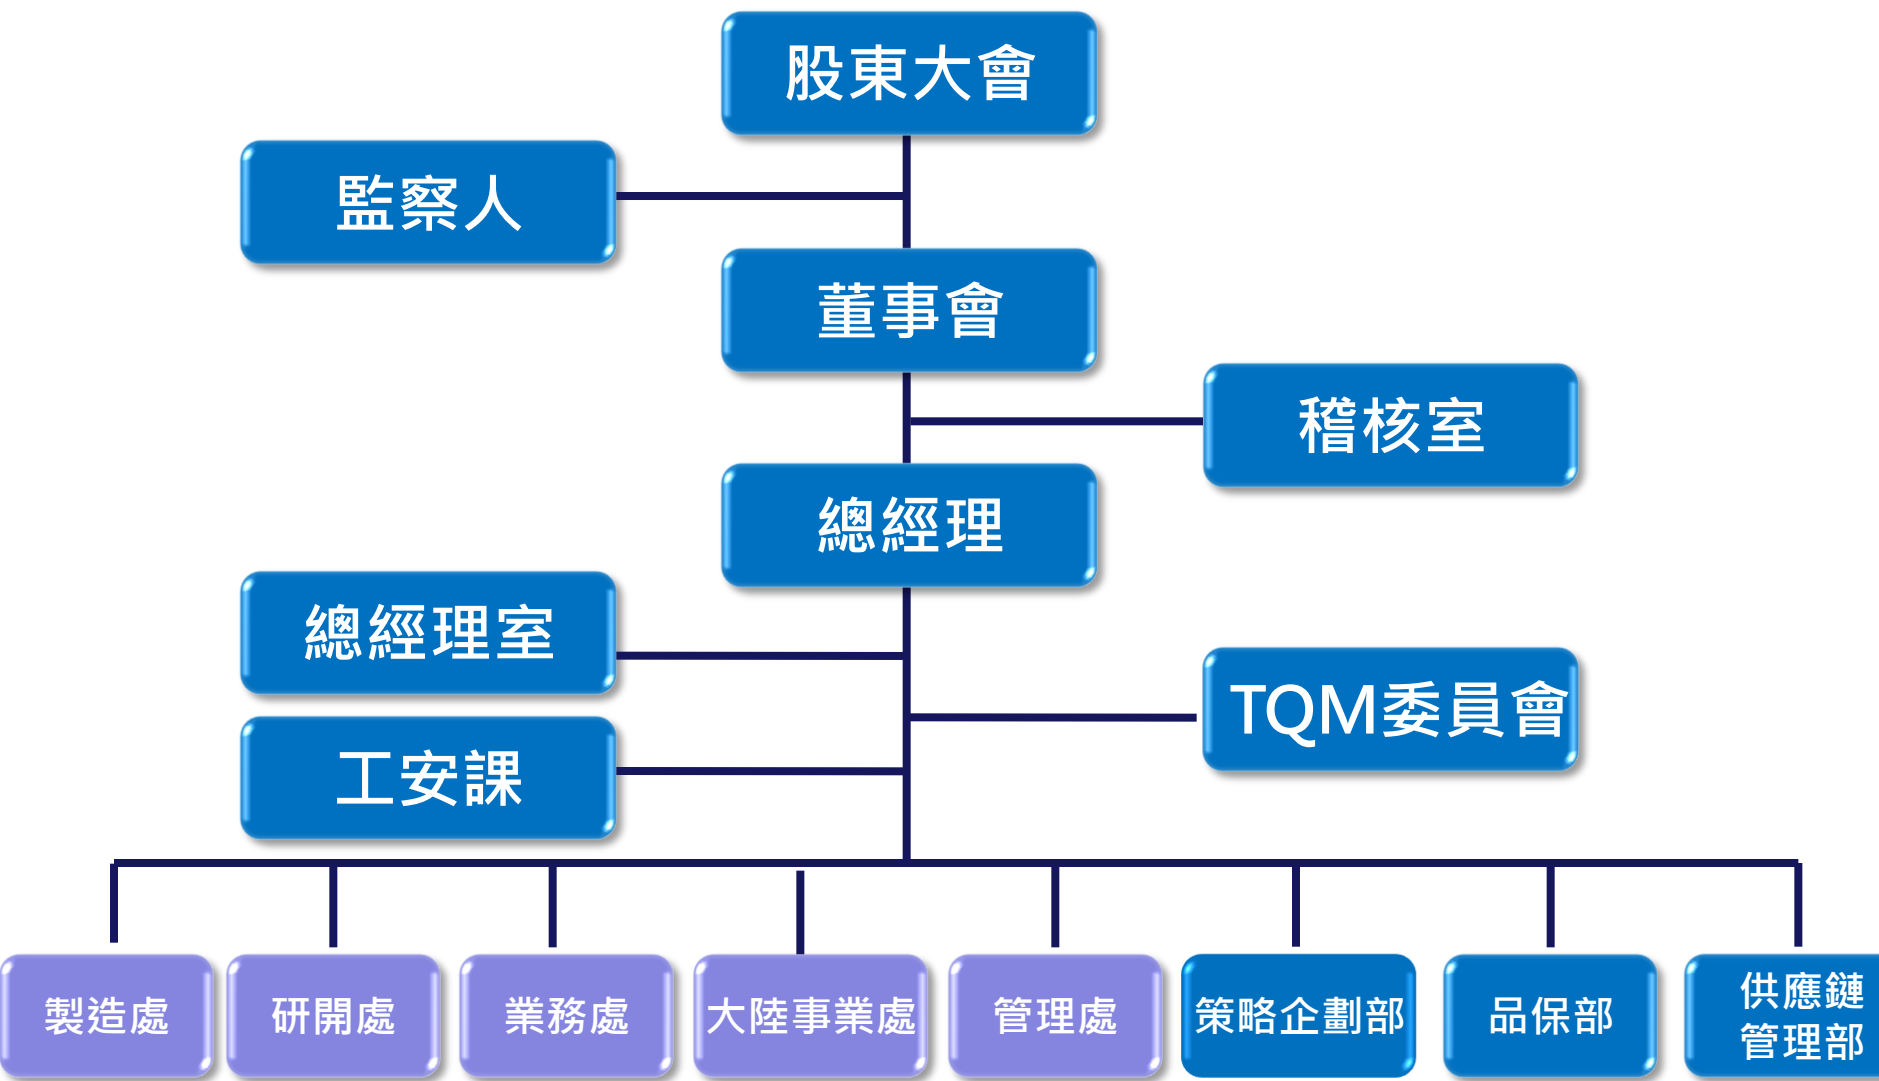 股東大會
監察人
董事會
稽核室
總經理
總經理室
TQM委員會
工安課
製造處
研開處
業務處
大陸事業處
管理處
策略企劃部
品保部
供應鏈
管理部